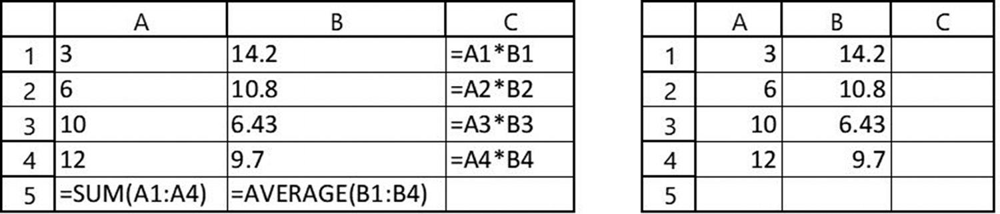 A B C
1 3 14.2 =A1*B1
2 6 10.8 =A2*B2
3 10 6.43 =A3*B3
4 12 9.7 =A4*B4
5 =SUM(A1:A4) =AVERAGE(B1:B4)
A B C
1 3 14.2
2 6 10.8
3 10 6.43
4 12 9.7
5